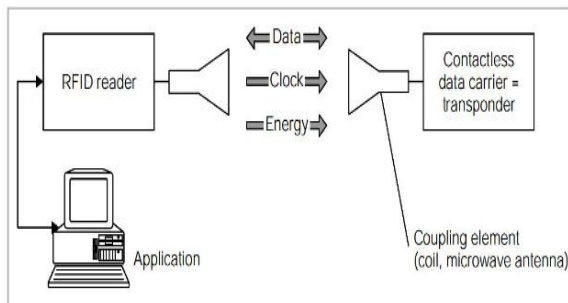 RFID reader
Data
Clock
Energy
Contactless
data carrier =
transponder
Application
Coupling element
(coil, microwave antenna)